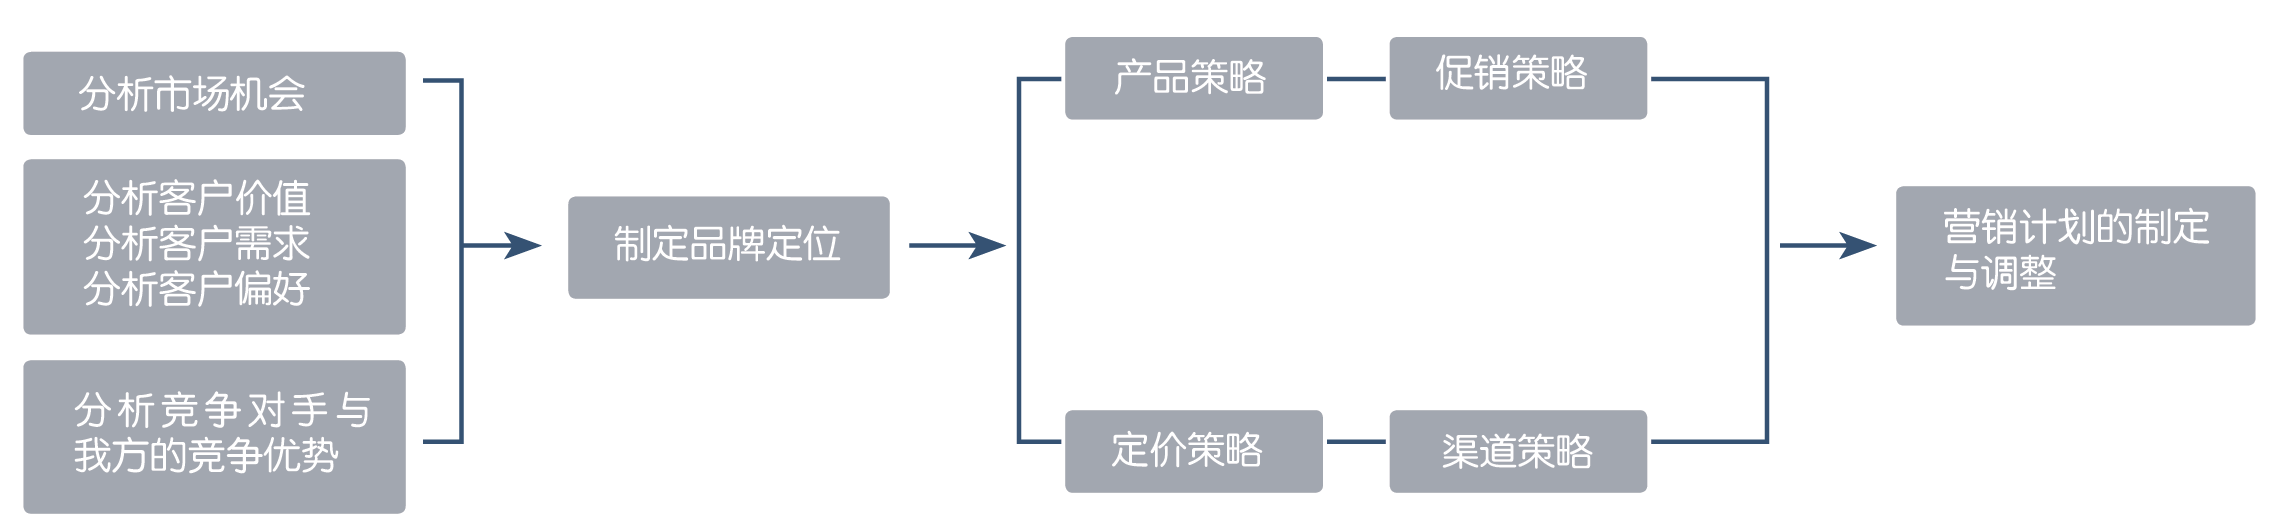 分析市场机会
分析客户价值
分析客户需求
分析客户偏好
分析竞争对手与
我方的竞争优势
制定品牌定位
产品策略
促销策略
定价策略
渠道策略
营销计划的制定
与调整